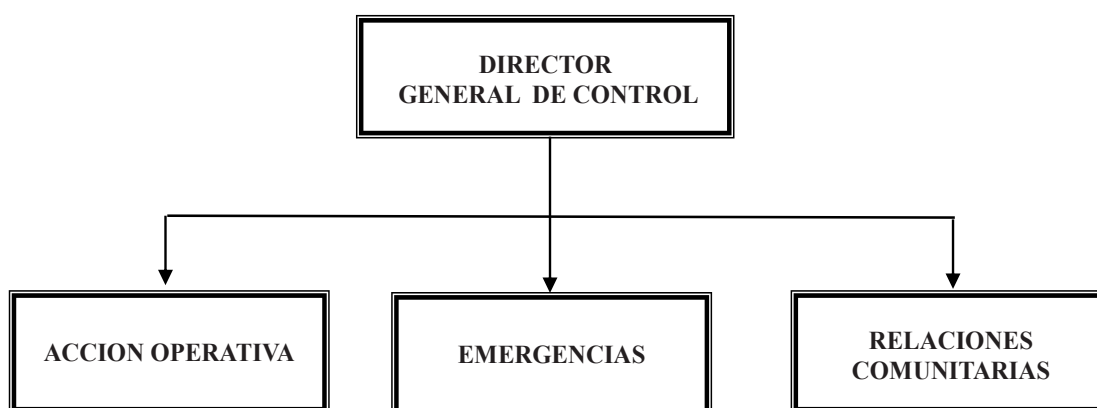 DIRECTOR
GENERAL DE CONTROL
ACCION OPERATIVA
EMERGENCIAS
RELACIONES
COMUNITARIAS